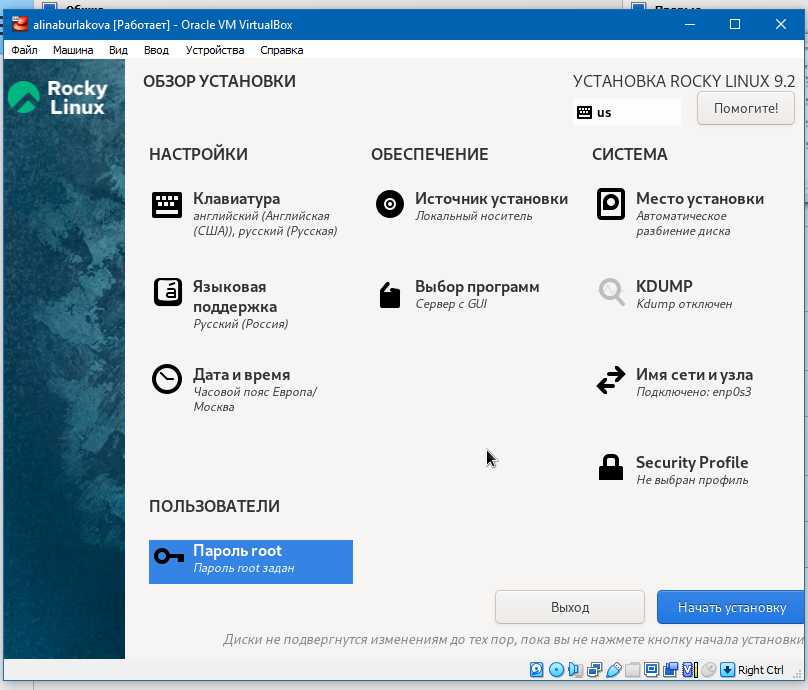 Общие
alinaburlakova [Работает] - Oracle VM VirtualBox
Файл Машина Вид Ввод Устройства Справка
Rocky
Linux
ОБЗОР УСТАНОВКИ
УСТАНОВКА ROCKY LINUX 9.2
us
Помогите!
НАСТРОЙКИ
Клавиатура
английский (Английская
(США)), русский (Русская)
Языковая
поддержка
Русский (Россия)
Дата и время
Часовой пояс Европа/
Москва
ОБЕСПЕЧЕНИЕ
Источник установки
Локальный носитель
Выбор программ
Сервер с GUI
СИСТЕМА
Место установки
Автоматическое
разбиение диска
KDUMP
Kdump отключен
Имя сети и узла
Подключено: enp0s3
Security Profile
Не выбран профиль
ПОЛЬЗОВАТЕЛИ
Пароль root
Пароль root задан
Выход
Начать установку
Диски не подвергнутся изменениям до тех пор, пока вы не нажмете кнопку начала установки
Right Ctrl